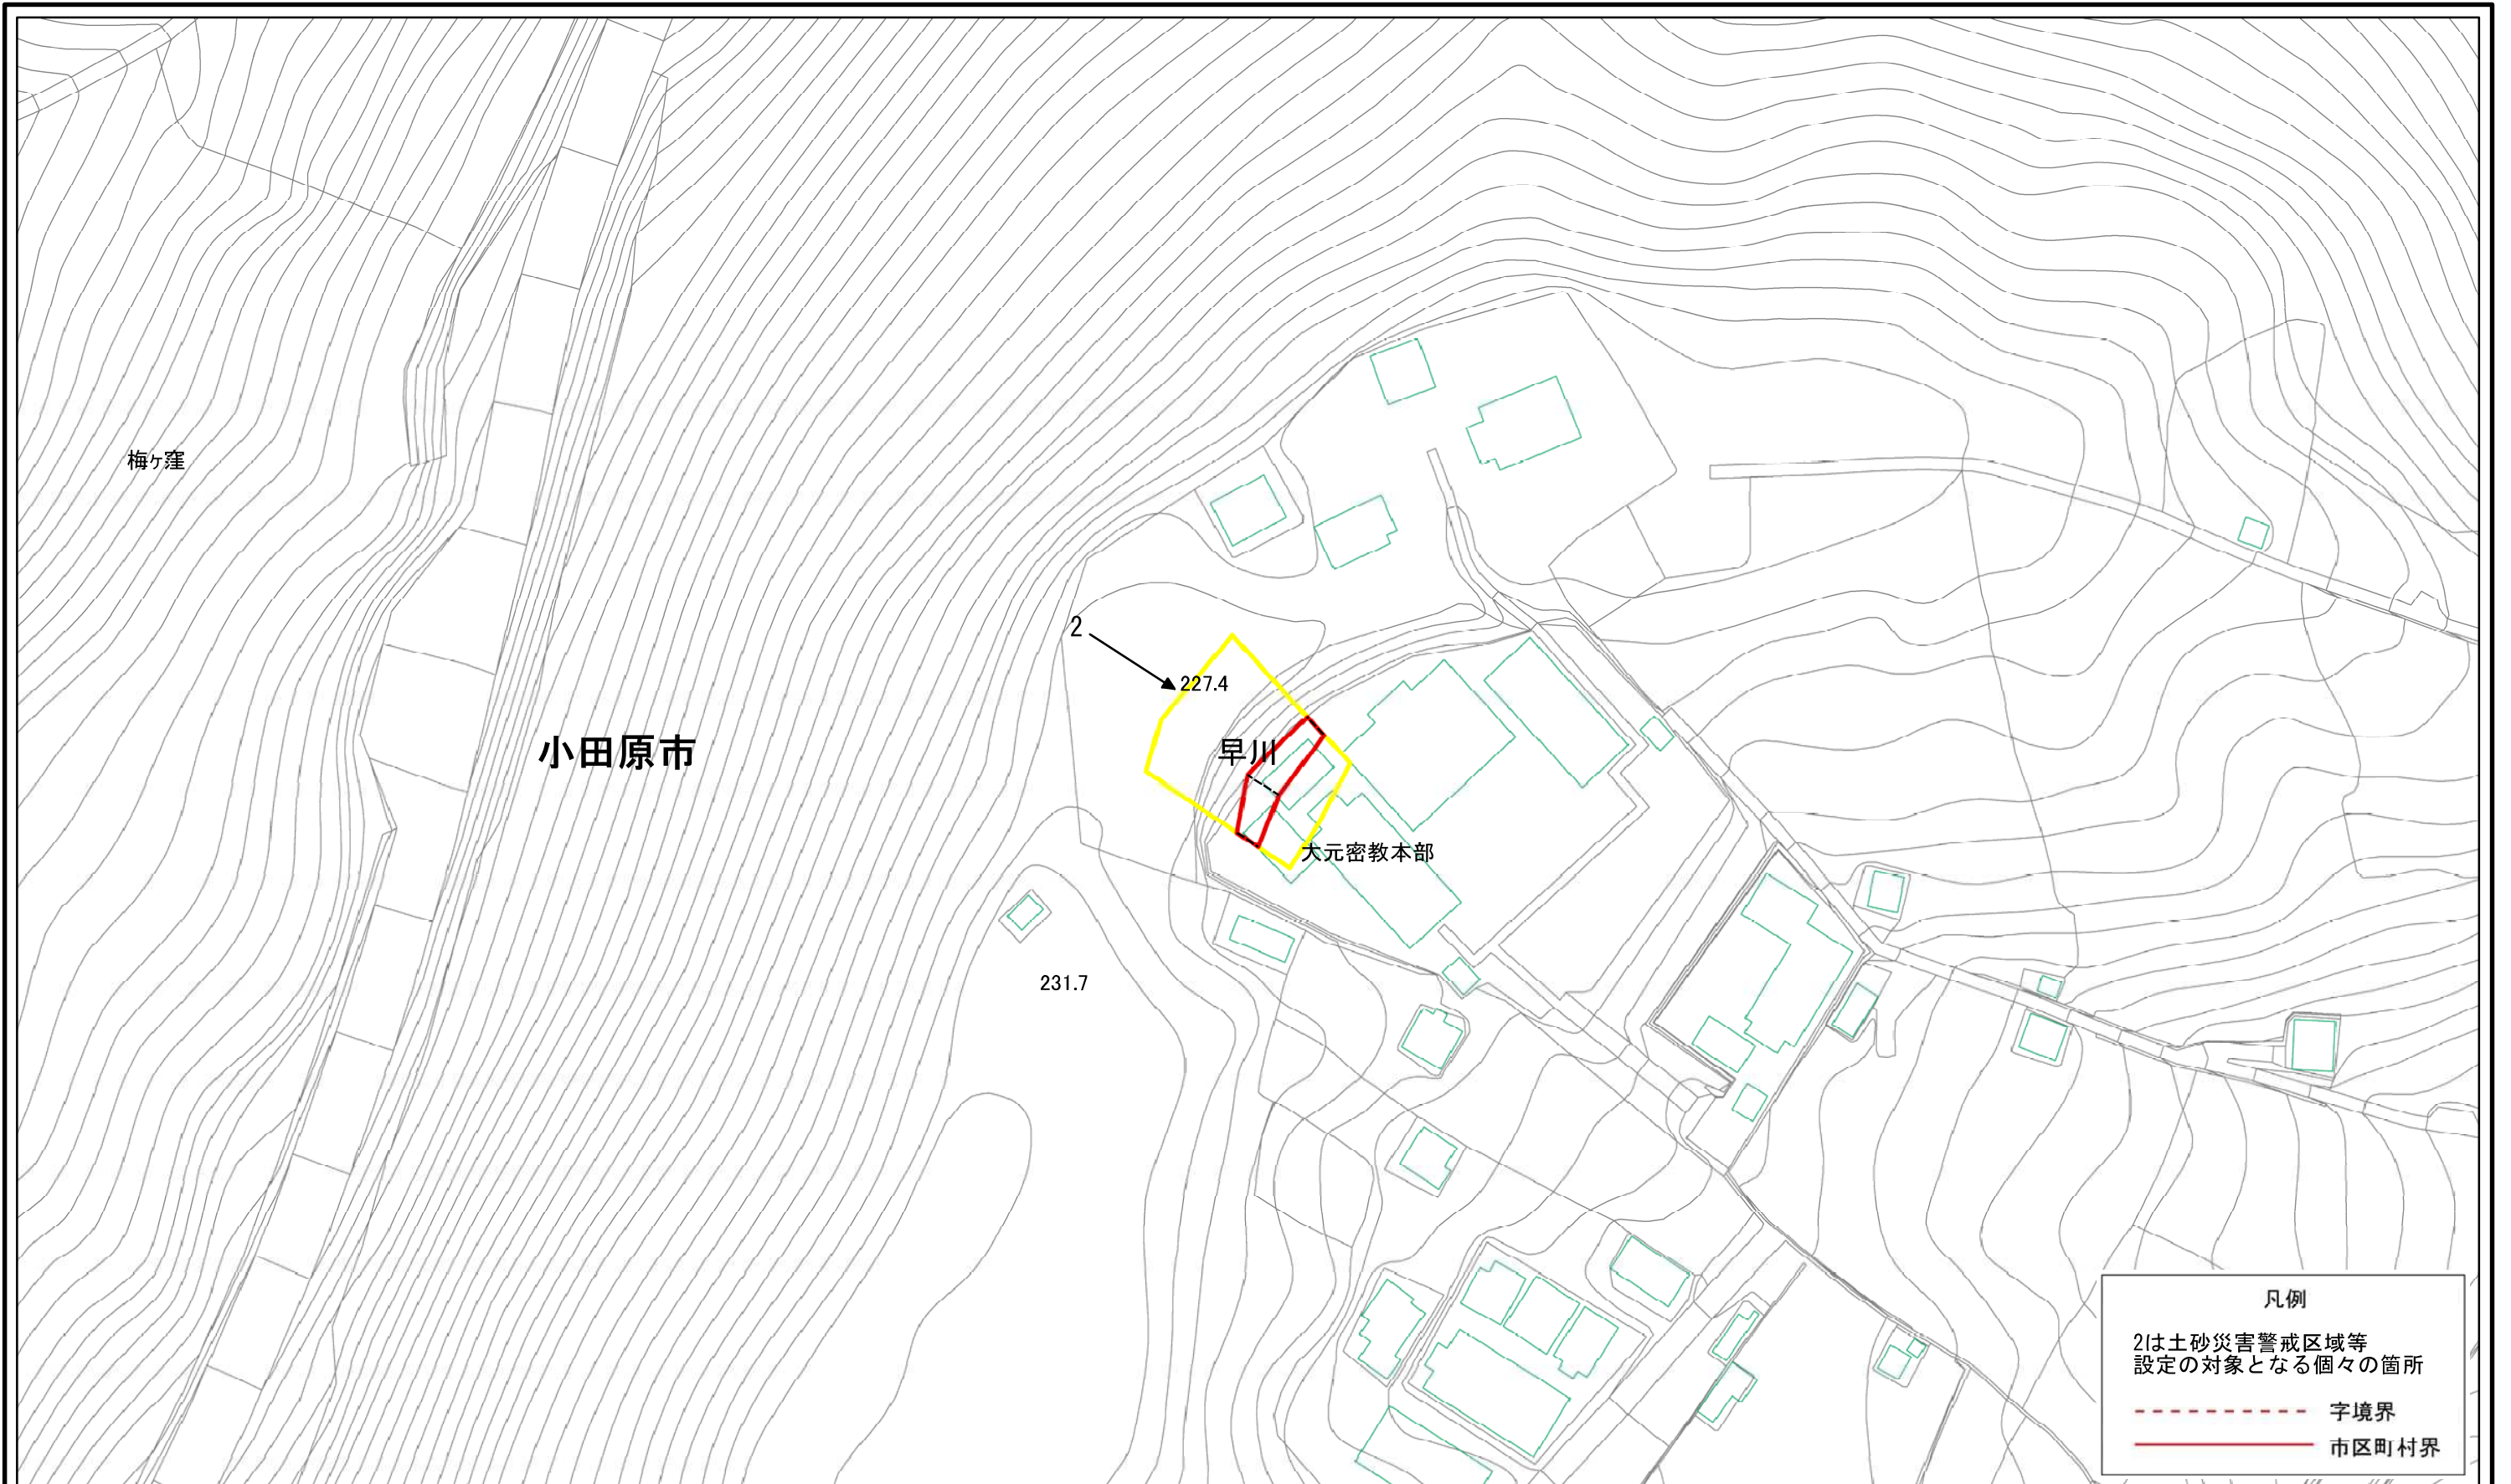 梅ヶ窪
2
227.4
小田原市
早川
大元密教本部
231.7
凡例
2は土砂災害警戒区域等
設定の対象となる個々の箇所
字境界
市区町村界